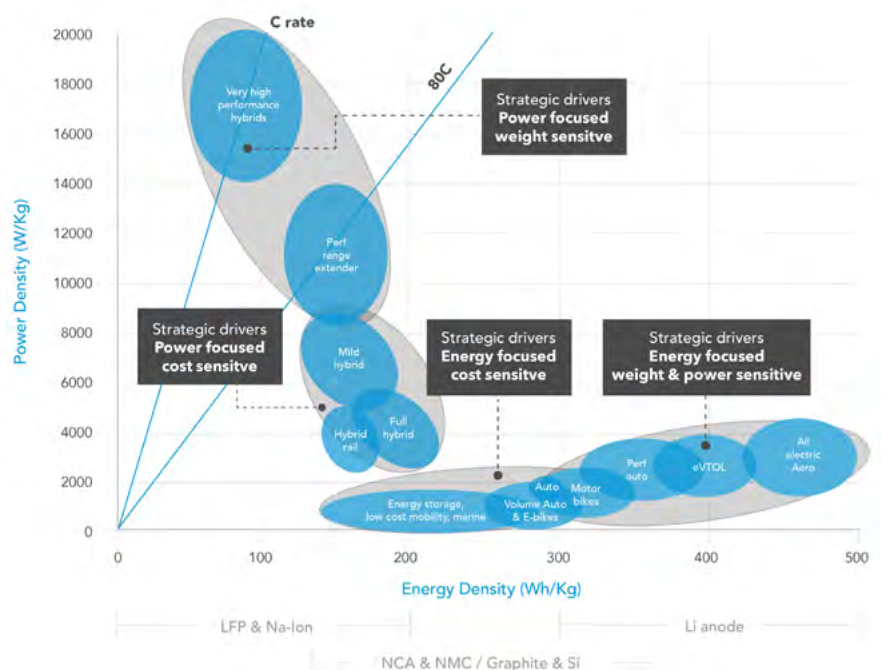 C rate
80C
20000
18000
16000
14000
12000
10000
8000
6000
4000
2000
0
Power Density (W/Kg)
Very high
performance
hybrids
Strategic drivers
Power focused
weight sensitve
Perf
range
extender
Strategic drivers
Power focused
cost sensitve
Mild
hybrid
Hybrid
rail
Full
hybrid
Strategic drivers
Energy focused
cost sensitve
Strategic drivers
Energy focused
weight & power sensitive
Energy storage,
low cost mobility, marine
Volume Auto
& E-bikes
Auto
Motor
bikes
Perf
auto
eVTOL
All
electric
Aero
0
100
200
300
400
500
Energy Density (Wh/Kg)
LFP & Na-Ion
Li anode
NCA & NMC / Graphite & Si